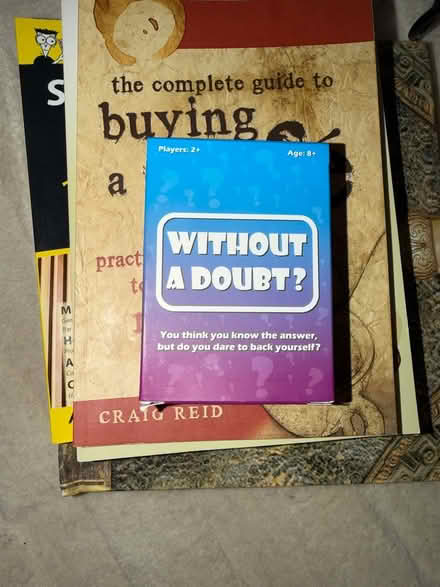 the complete guide to
buying
a
Players: 2+
Age: 8+
WITHOUT
A DOUBT?
You think you know the answer,
but do you dare to back yourself?
CRAIG REID